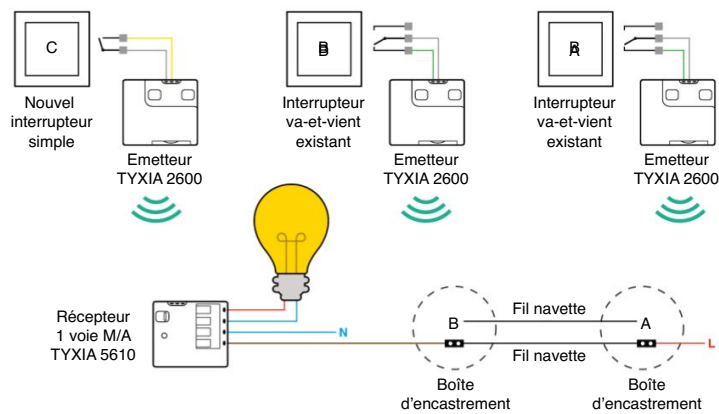 C
Nouvel
interrupteur
simple
Emetteur
TYXIA 2600
B
Interrupteur
va-et-vient
existant
Emetteur
TYXIA 2600
A
Interrupteur
va-et-vient
existant
Emetteur
TYXIA 2600
Récepteur
1 voie M/A
TYXIA 5610
N
B
Fil navette
A
Fil navette
L
Boîte
d'encastrement
Boîte
d'encastrement